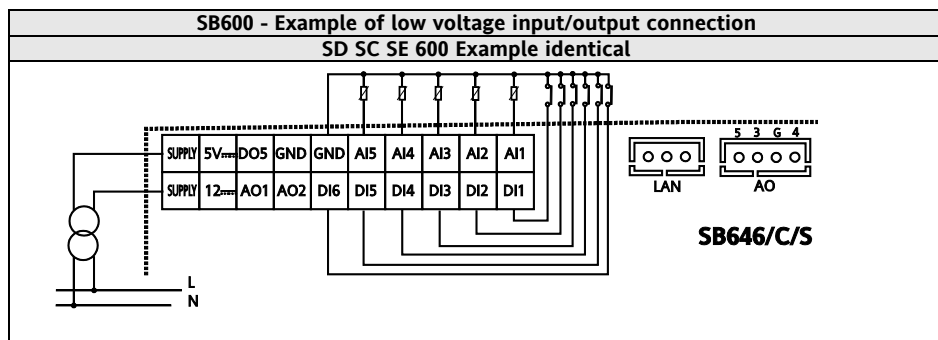 SB600 - Example of low voltage input/output connection
SD SC SE 600 Example identical
SUPPLY 5V⎓ DO5 GND GND AI5 AI4 AI3 AI2 AI1
SUPPLY 12⎓ AO1 AO2 DI6 DI5 DI4 DI3 DI2 DI1
5 3 G 4
LAN
AO
SB646/C/S
L
N